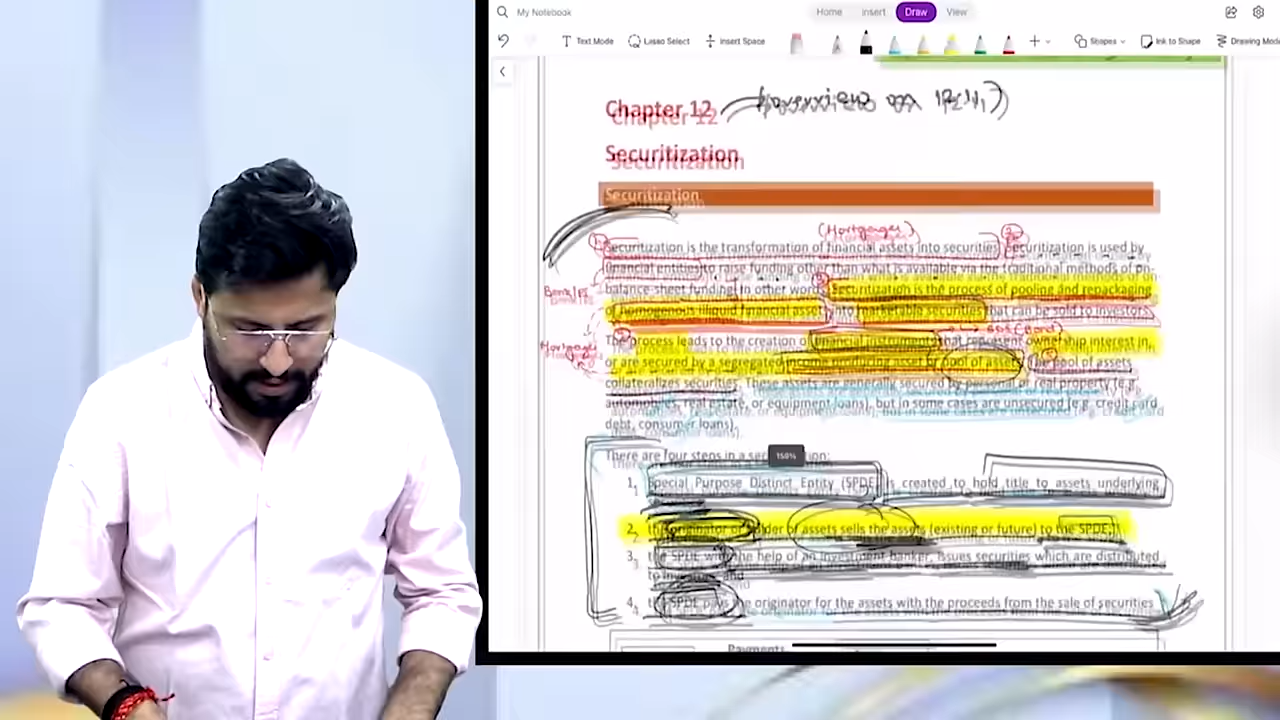 My Notebook
Home Insert Draw View
Text Mode Lasso Select Insert Space Shapes Ink to Shape Drawing Mode
Chapter 12
Securitization
Securitization
(Mortgages)
Securitization is the transformation of financial assets into securities. Securitization is used by
financial entities to raise funding other than what is available via the traditional methods of on-
balance-sheet funding. In other words, Securitization is the process of pooling and repackaging
of homogenous illiquid financial assets into marketable securities that can be sold to investors.
The process leads to the creation of financial instruments that represent ownership interest in,
or are secured by a segregated income producing asset or pool of assets. The pool of assets
collateralizes securities. These assets are generally secured by personal or real property (e.g.
automobiles, real estate, or equipment loans), but in some cases are unsecured (e.g. credit card
debt, consumer loans).
There are four steps in a securitization:
150%
1. Special Purpose Distinct Entity (SPDE) is created to hold title to assets underlying
2. the originator or holder of assets sells the assets (existing or future) to the SPDE;
3. the SPDE with the help of an investment banker, issues securities which are distributed
to investors; and
4. the SPDE pays the originator for the assets with the proceeds from the sale of securities
Payments